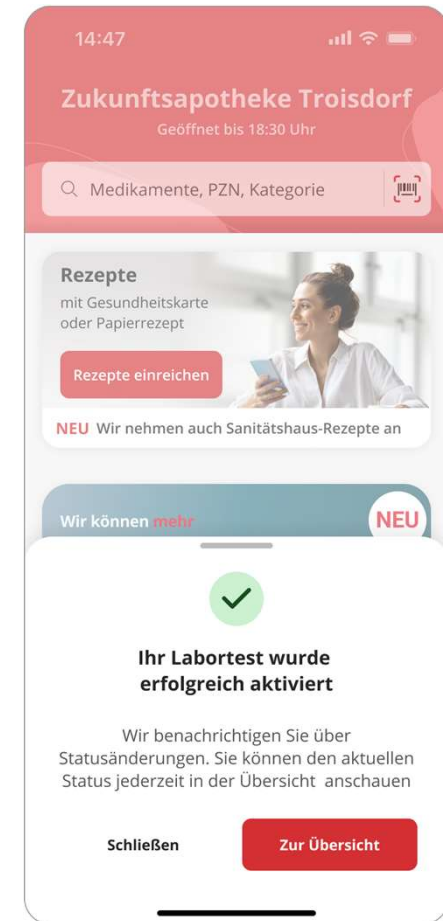 14:47
Zukunftsapotheke Troisdorf
Geöffnet bis 18:30 Uhr
Medikamente, PZN, Kategorie
Rezepte
mit Gesundheitskarte
oder Papierrezept
Rezepte einreichen
NEU Wir nehmen auch Sanitätshaus-Rezepte an
Wir können mehr
NEU
Ihr Labortest wurde
erfolgreich aktiviert
Wir benachrichtigen Sie über
Statusänderungen. Sie können den aktuellen
Status jederzeit in der Übersicht anschauen
Schließen
Zur Übersicht